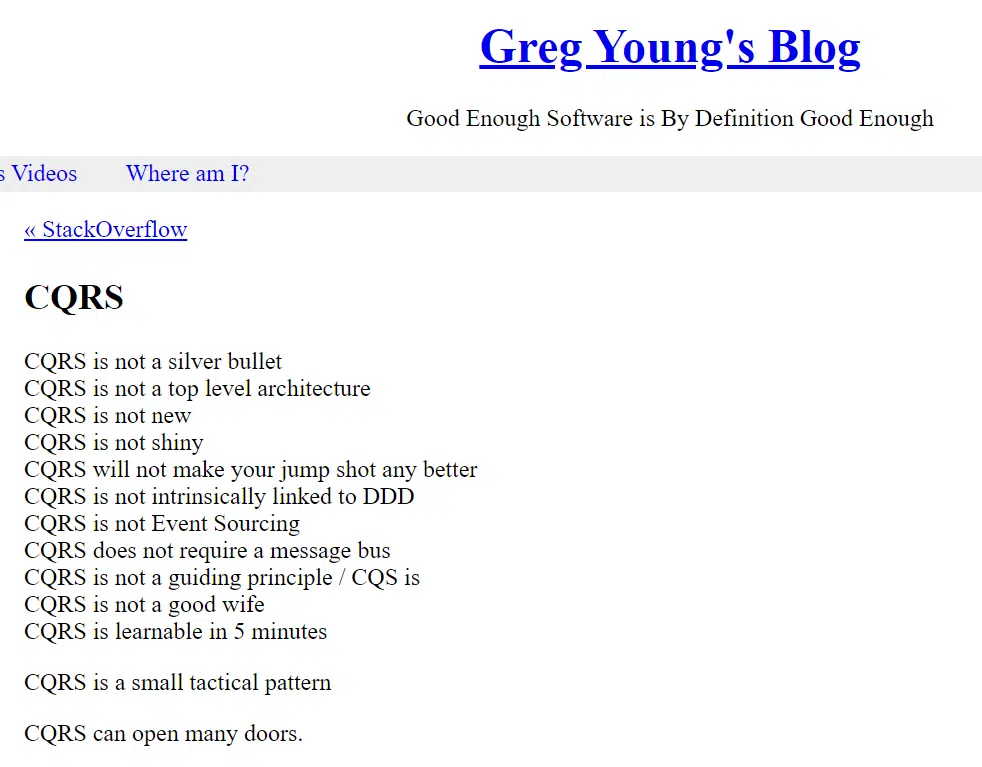 Greg Young's Blog
Good Enough Software is By Definition Good Enough
s Videos Where am I?
« StackOverflow
CQRS
CQRS is not a silver bullet
CQRS is not a top level architecture
CQRS is not new
CQRS is not shiny
CQRS will not make your jump shot any better
CQRS is not intrinsically linked to DDD
CQRS is not Event Sourcing
CQRS does not require a message bus
CQRS is not a guiding principle / CQS is
CQRS is not a good wife
CQRS is learnable in 5 minutes
CQRS is a small tactical pattern
CQRS can open many doors.